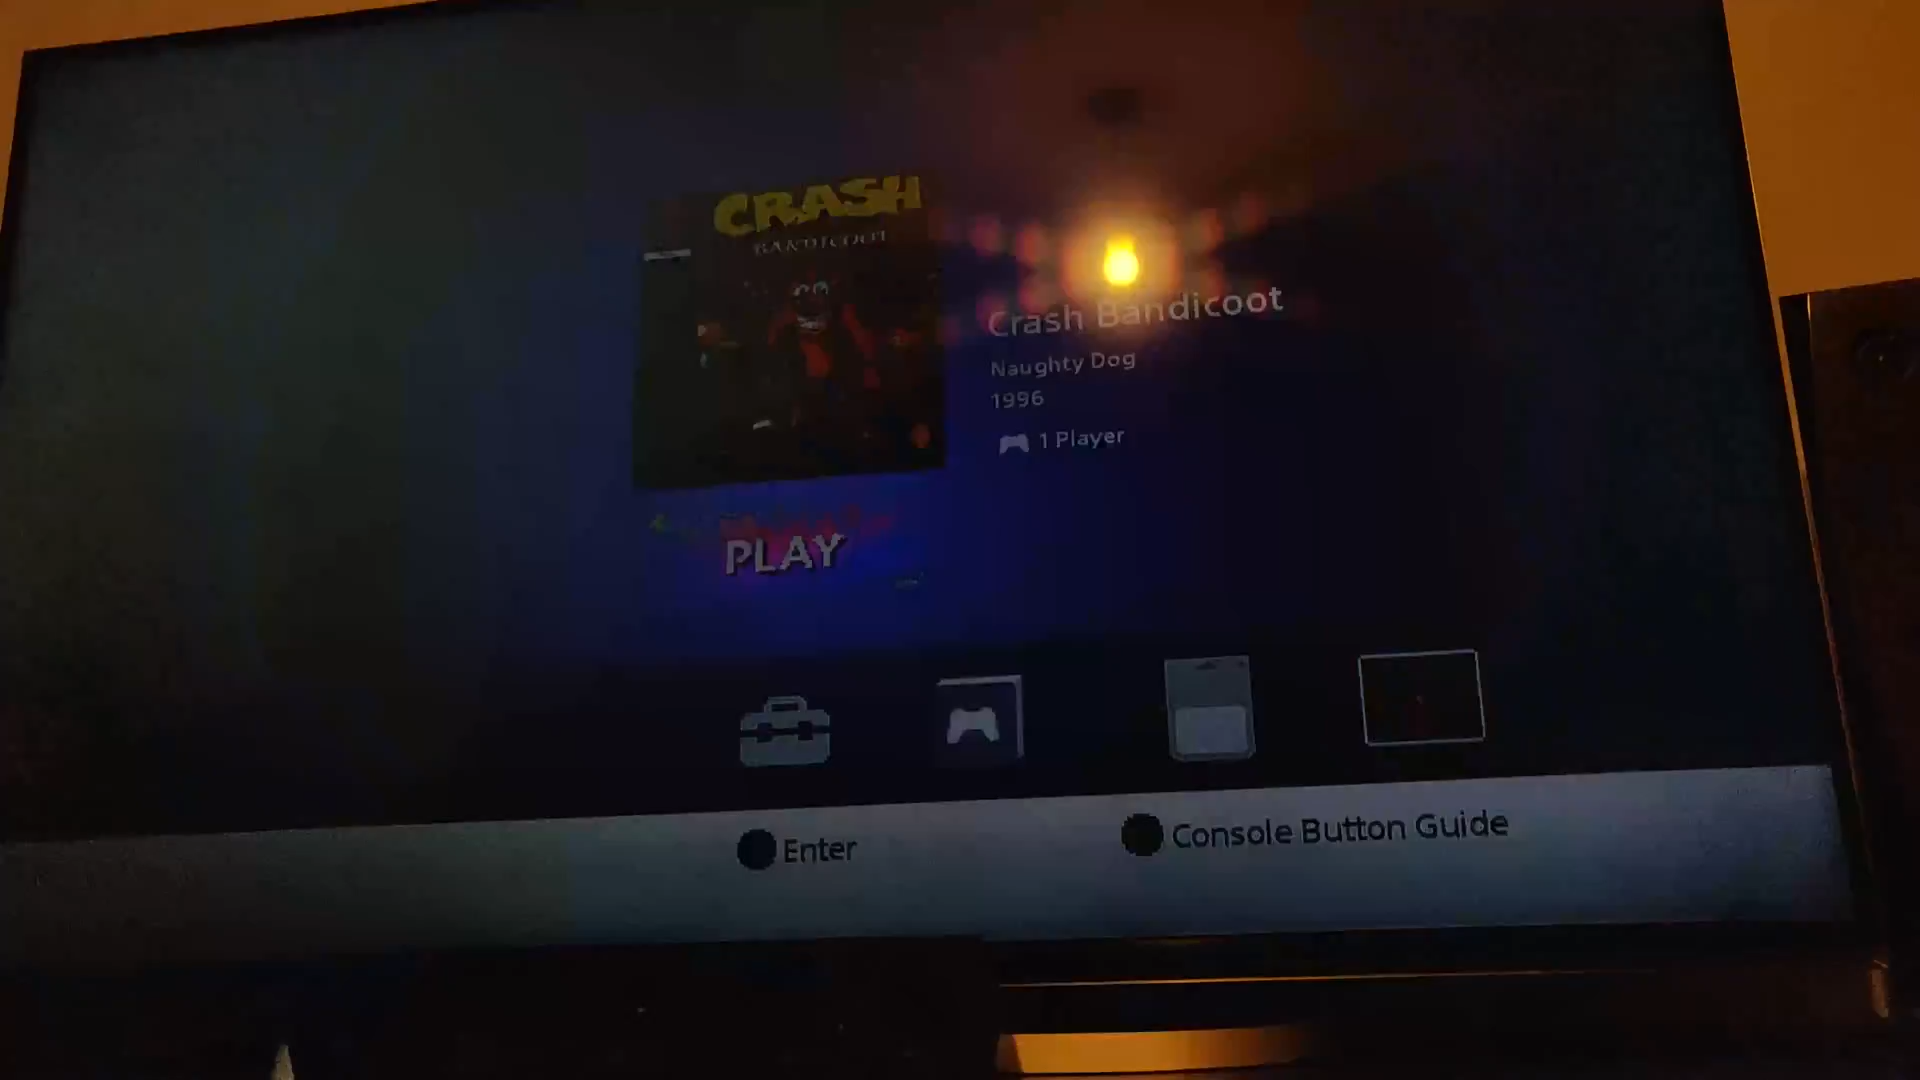 CRASH
BANDICOOT
Crash Bandicoot
Naughty Dog
1996
1 Player
PLAY
Enter
Console Button Guide